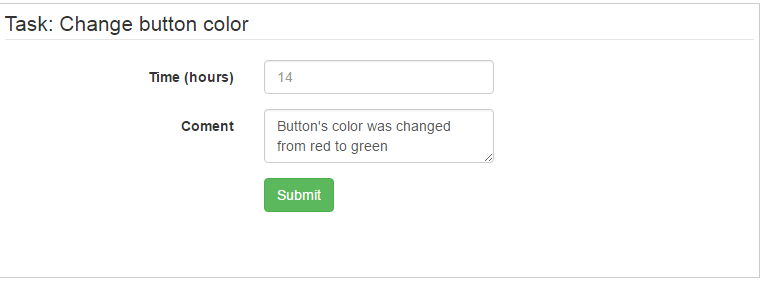 Task: Change button color
Time (hours) 14
Coment Button's color was changed
from red to green
Submit